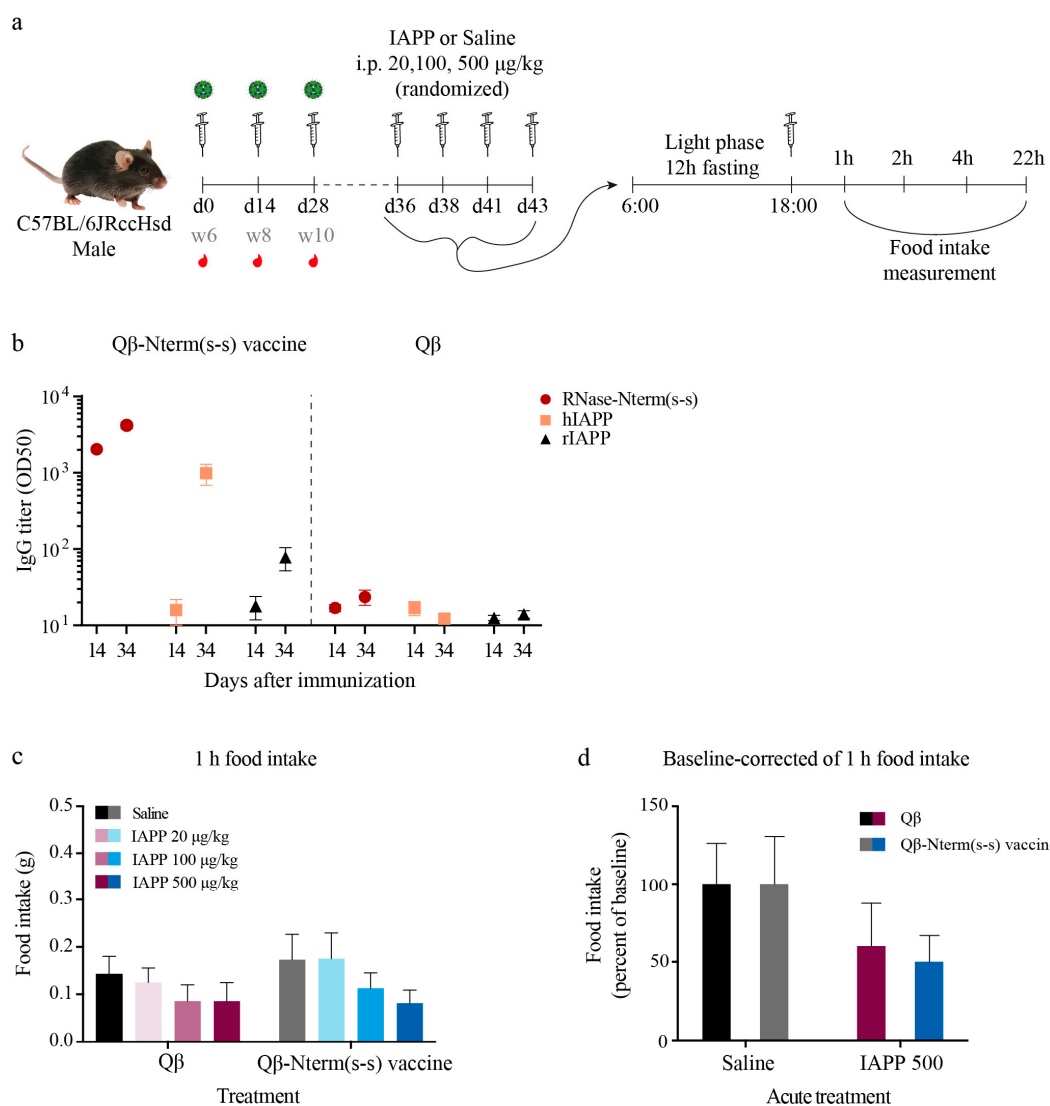 a
IAPP or Saline
i.p. 20,100, 500 µg/kg
(randomized)
Light phase
12h fasting
1h 2h 4h 22h
C57BL/6JRccHsd
Male
d0 d14 d28 d36 d38 d41 d43
6:00 18:00
w6 w8 w10
Food intake
measurement
b
Qβ-Nterm(s-s) vaccine Qβ
RNase-Nterm(s-s)
hIAPP
rIAPP
IgG titer (OD50)
10⁴
10³
10²
10¹
14 34 14 34 14 34 14 34 14 34 14 34
Days after immunization
c 1 h food intake
Saline
IAPP 20 µg/kg
IAPP 100 µg/kg
IAPP 500 µg/kg
Food intake (g)
0.5
0.4
0.3
0.2
0.1
0.0
Qβ Qβ-Nterm(s-s) vaccine
Treatment
d Baseline-corrected of 1 h food intake
Qβ
Qβ-Nterm(s-s) vaccin
Food intake
(percent of baseline)
150
100
50
0
Saline IAPP 500
Acute treatment